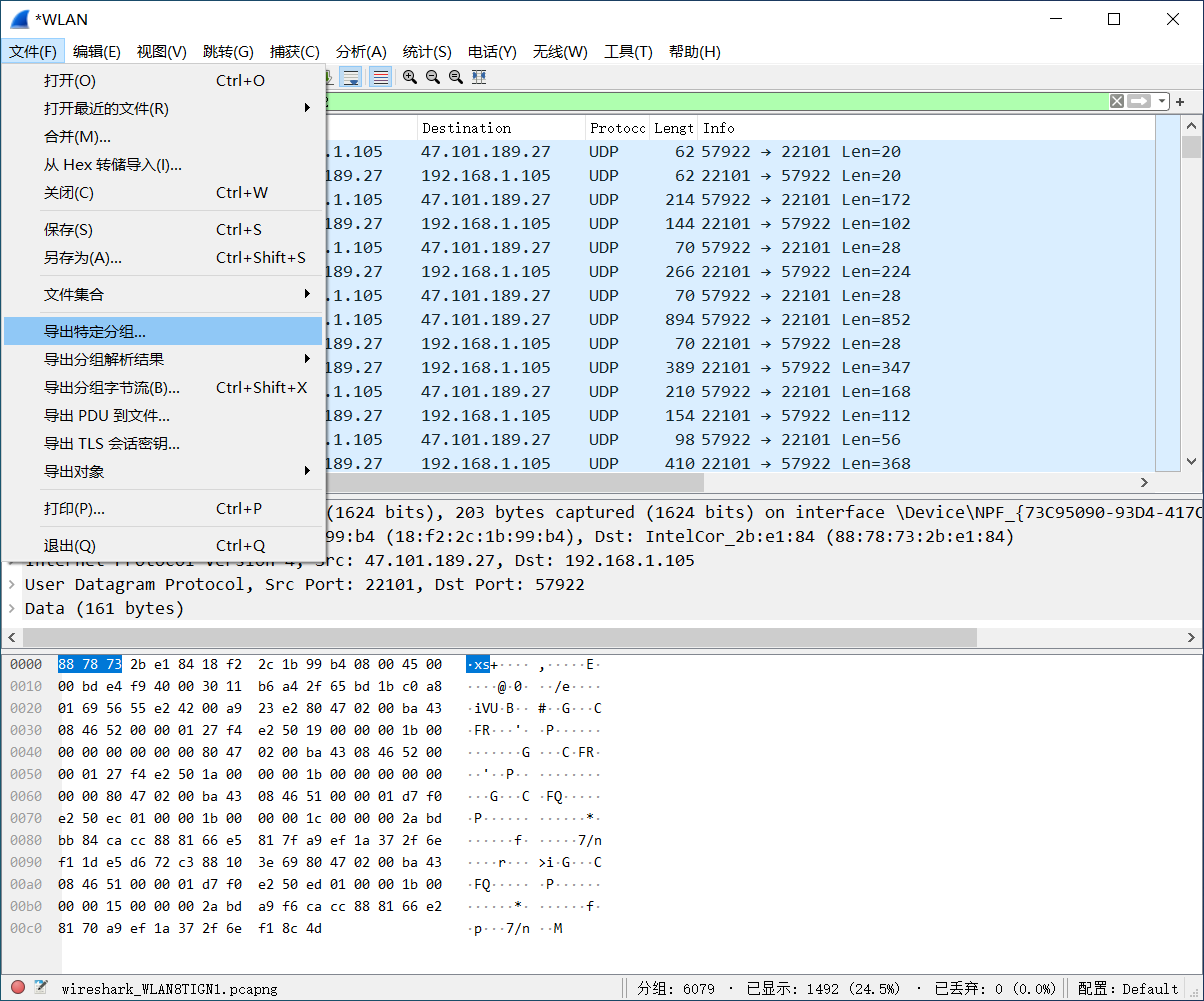 *WLAN
文件(F) 编辑(E) 视图(V) 跳转(G) 捕获(C) 分析(A) 统计(S) 电话(Y) 无线(W) 工具(T) 帮助(H)
打开(O) Ctrl+O
打开最近的文件(R)
合并(M)...
从 Hex 转储导入(I)...
关闭(C) Ctrl+W
保存(S) Ctrl+S
另存为(A)... Ctrl+Shift+S
文件集合
导出特定分组...
导出分组解析结果
导出分组字节流(B)... Ctrl+Shift+X
导出 PDU 到文件...
导出 TLS 会话密钥...
导出对象
打印(P)... Ctrl+P
退出(Q) Ctrl+Q
Destination Protocc Lengt Info
.1.105 47.101.189.27 UDP 62 57922 → 22101 Len=20
189.27 192.168.1.105 UDP 62 22101 → 57922 Len=20
.1.105 47.101.189.27 UDP 214 57922 → 22101 Len=172
189.27 192.168.1.105 UDP 144 22101 → 57922 Len=102
.1.105 47.101.189.27 UDP 70 57922 → 22101 Len=28
189.27 192.168.1.105 UDP 266 22101 → 57922 Len=224
.1.105 47.101.189.27 UDP 70 57922 → 22101 Len=28
.1.105 47.101.189.27 UDP 894 57922 → 22101 Len=852
189.27 192.168.1.105 UDP 70 22101 → 57922 Len=28
189.27 192.168.1.105 UDP 389 22101 → 57922 Len=347
.1.105 47.101.189.27 UDP 210 57922 → 22101 Len=168
189.27 192.168.1.105 UDP 154 22101 → 57922 Len=112
.1.105 47.101.189.27 UDP 98 57922 → 22101 Len=56
189.27 192.168.1.105 UDP 410 22101 → 57922 Len=368
(1624 bits), 203 bytes captured (1624 bits) on interface \Device\NPF_{73C95090-93D4-417C
99:b4 (18:f2:2c:1b:99:b4), Dst: IntelCor_2b:e1:84 (88:78:73:2b:e1:84)
Internet Protocol Version 4, Src: 47.101.189.27, Dst: 192.168.1.105
User Datagram Protocol, Src Port: 22101, Dst Port: 57922
Data (161 bytes)
0000 88 78 73 2b e1 84 18 f2 2c 1b 99 b4 08 00 45 00 ·xs+···· ,·····E·
0010 00 bd e4 f9 40 00 30 11 b6 a4 2f 65 bd 1b c0 a8 ····@·0· ··/e····
0020 01 69 56 55 e2 42 00 a9 23 e2 80 47 02 00 ba 43 ·iVU·B·· #··G···C
0030 08 46 52 00 00 01 27 f4 e2 50 19 00 00 00 1b 00 ·FR···'· ·P······
0040 00 00 00 00 00 00 80 47 02 00 ba 43 08 46 52 00 ·······G ···C·FR·
0050 00 01 27 f4 e2 50 1a 00 00 00 1b 00 00 00 00 00 ··'··P·· ········
0060 00 00 80 47 02 00 ba 43 08 46 51 00 00 01 d7 f0 ···G···C ·FQ·····
0070 e2 50 ec 01 00 00 1b 00 00 00 1c 00 00 00 2a bd ·P······ ······*·
0080 bb 84 ca cc 88 81 66 e5 81 7f a9 ef 1a 37 2f 6e ······f· ·····7/n
0090 f1 1d e5 d6 72 c3 88 10 3e 69 80 47 02 00 ba 43 ····r··· >i·G···C
00a0 08 46 51 00 00 01 d7 f0 e2 50 ed 01 00 00 1b 00 ·FQ····· ·P······
00b0 00 00 15 00 00 00 2a bd a9 f6 ca cc 88 81 66 e2 ······*· ······f·
00c0 81 70 a9 ef 1a 37 2f 6e f1 8c 4d ·p···7/n ··M
wireshark_WLAN8TIGN1.pcapng 分组: 6079 · 已显示: 1492 (24.5%) · 已丢弃: 0 (0.0%) 配置: Default